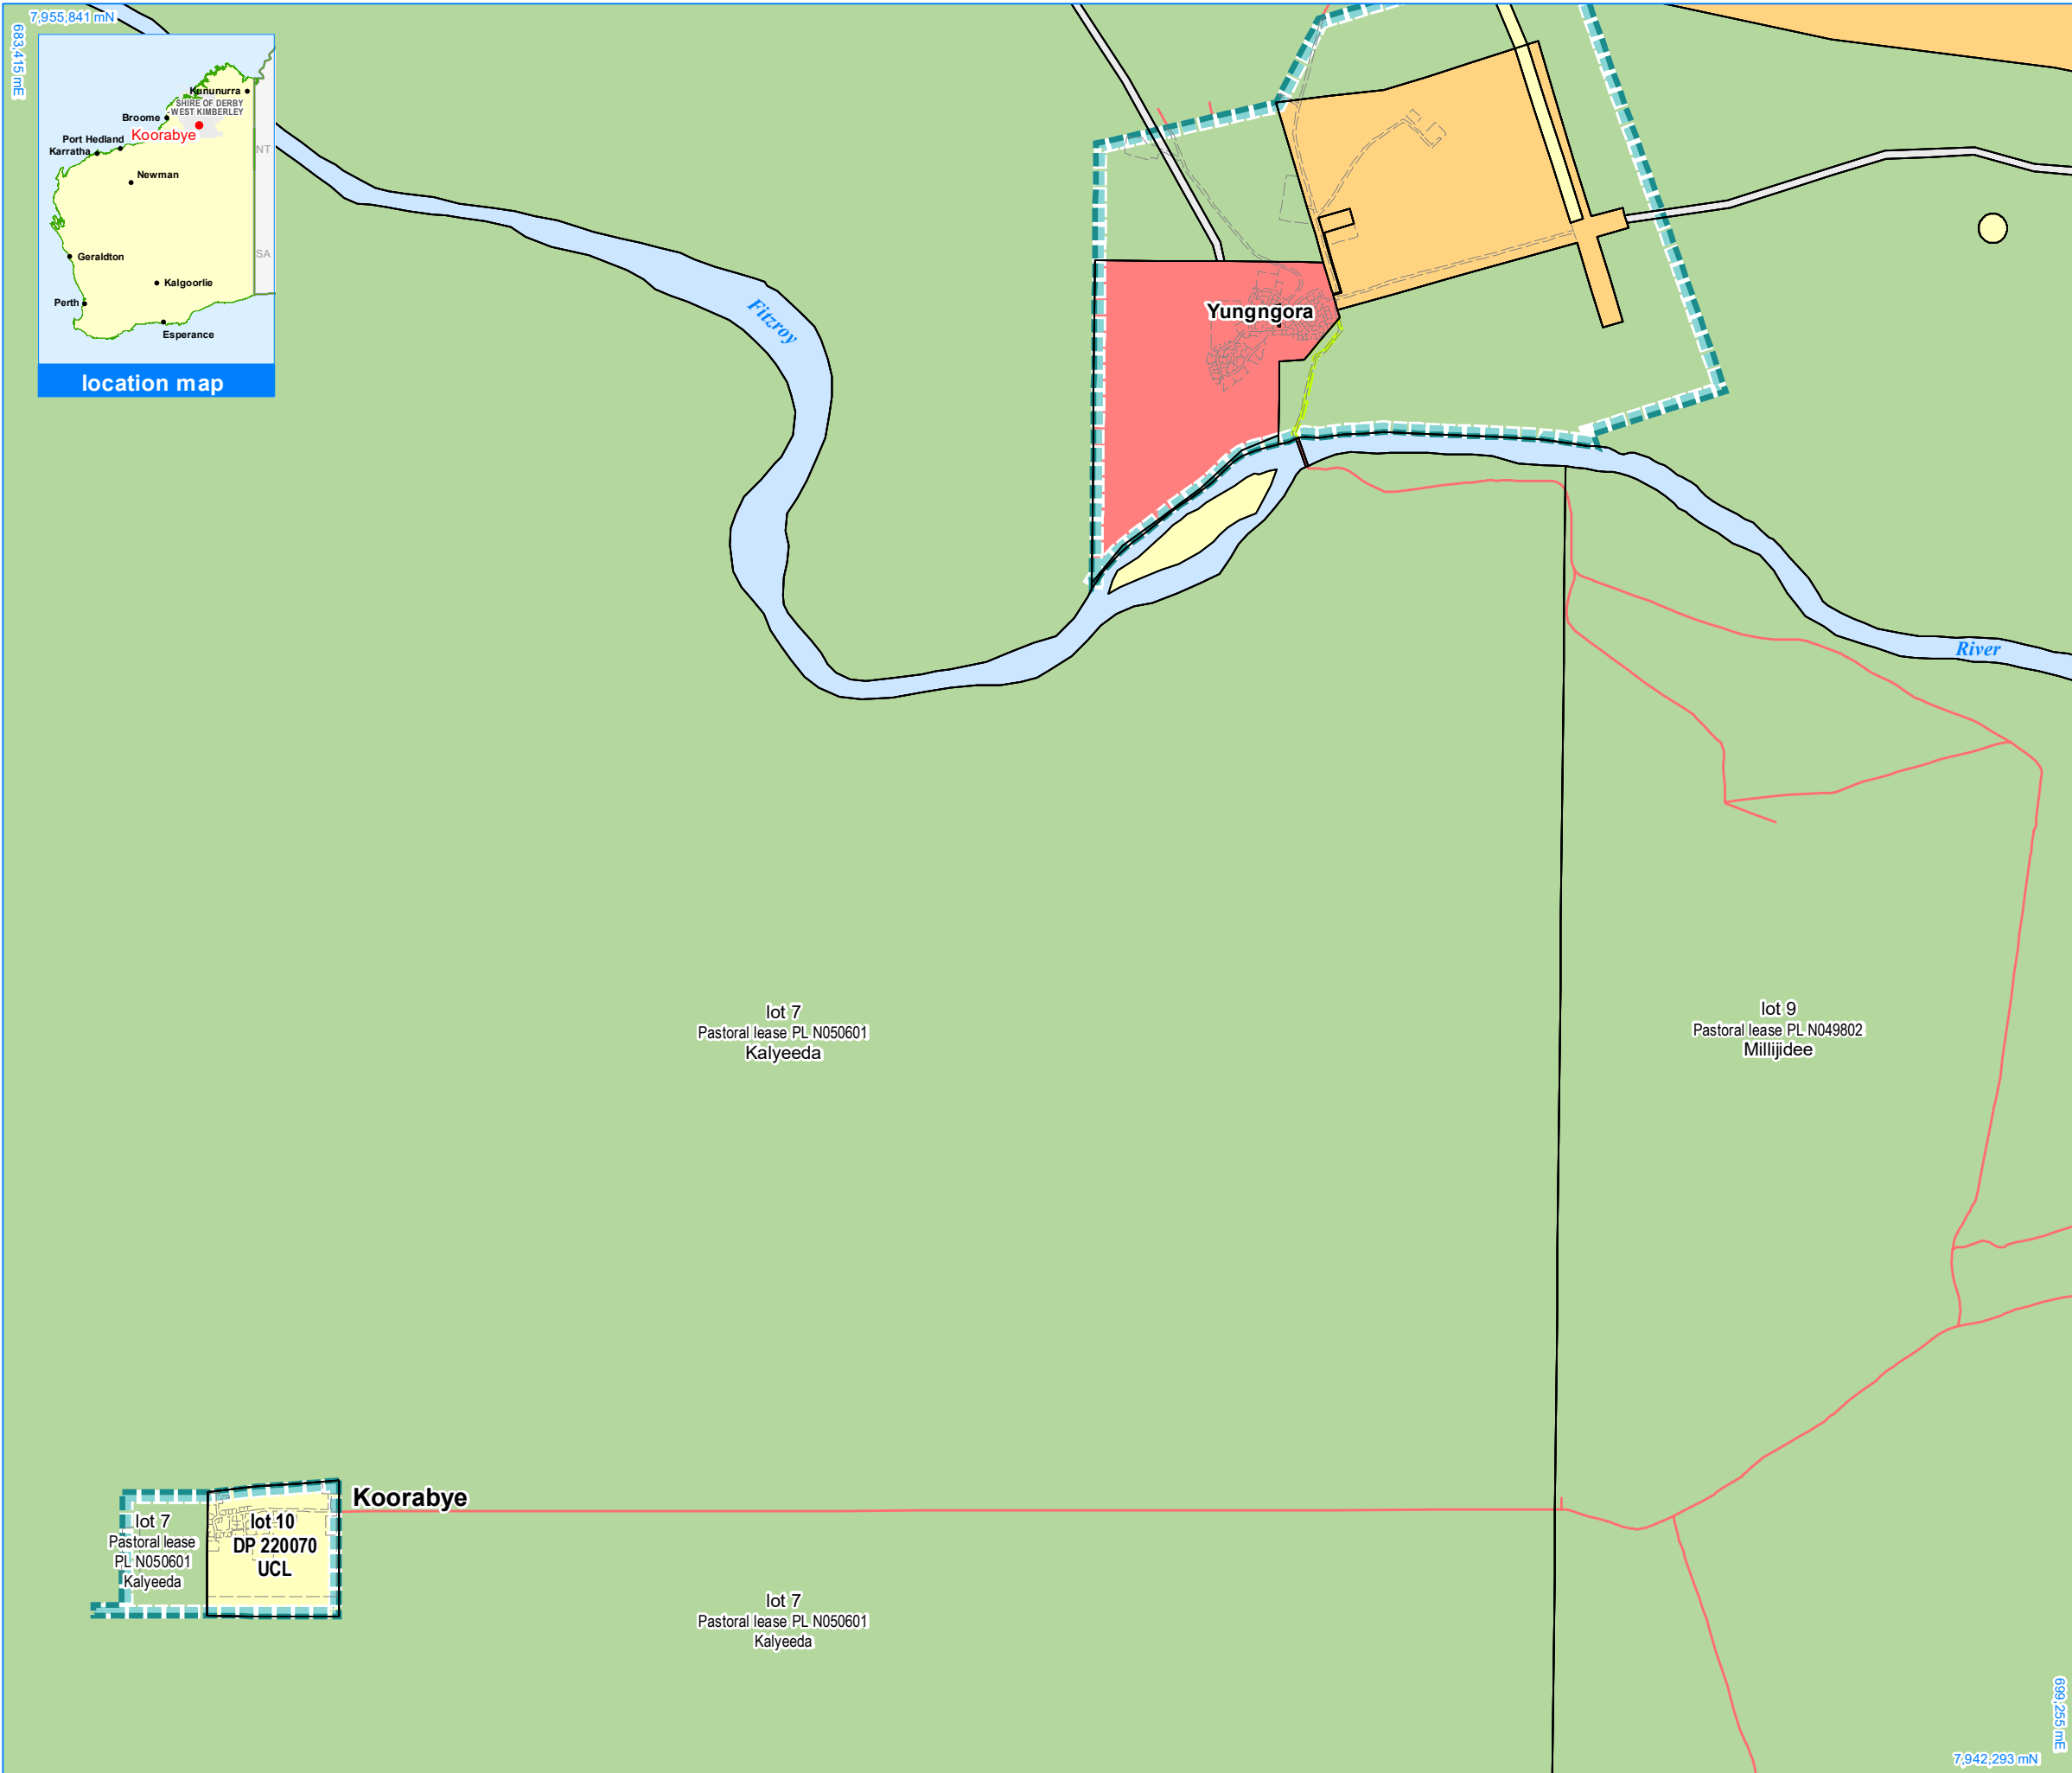 7,955,841 mN
683,415 mE
Kununurra
SHIRE OF DERBY
WEST KIMBERLEY
Broome
Koorabye
Port Hedland
Karratha
NT
Newman
SA
Geraldton
Kalgoorlie
Perth
Esperance
location map
Fitzroy
Yungngora
River
lot 7
Pastoral lease PL N050601
Kalyeeda
lot 9
Pastoral lease PL N049802
Millijidee
Koorabye
lot 7
Pastoral lease
PL N050601
Kalyeeda
lot 10
DP 220070
UCL
lot 7
Pastoral lease PL N050601
Kalyeeda
699,255 mE
7,942,293 mN